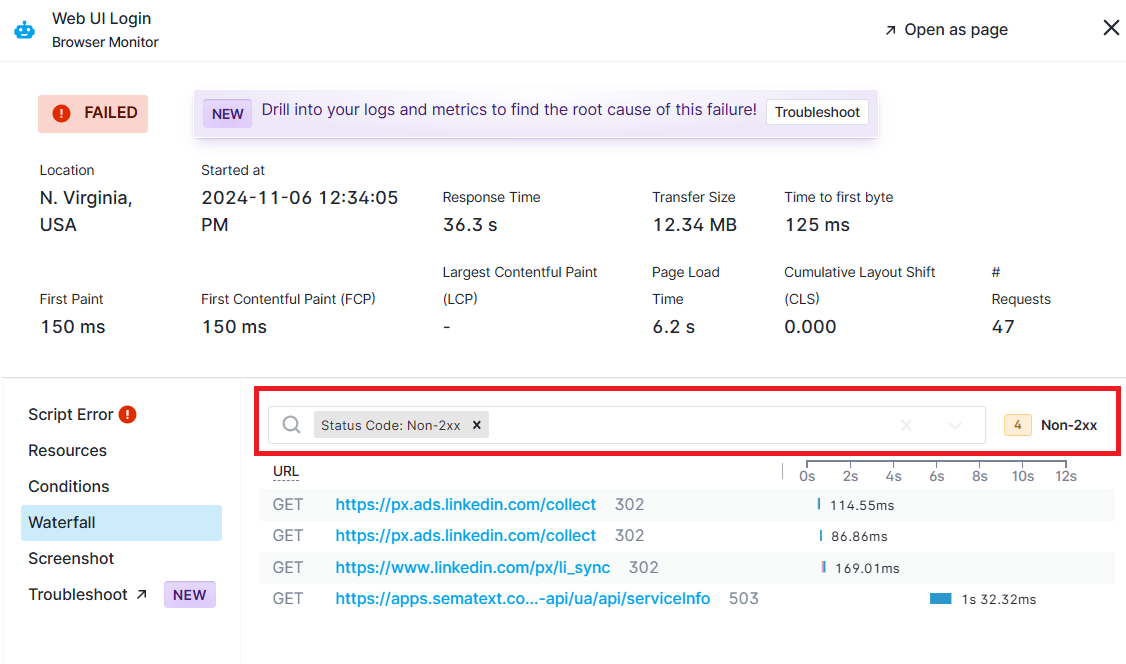 Web UI Login
Browser Monitor
Open as page
FAILED
NEW Drill into your logs and metrics to find the root cause of this failure! Troubleshoot
Location
N. Virginia,
USA
Started at
2024-11-06 12:34:05
PM
Response Time
36.3 s
Transfer Size
12.34 MB
Time to first byte
125 ms
First Paint
150 ms
First Contentful Paint (FCP)
150 ms
Largest Contentful Paint
(LCP)
-
Page Load
Time
6.2 s
Cumulative Layout Shift
(CLS)
0.000
#
Requests
47
Script Error
Resources
Conditions
Waterfall
Screenshot
Troubleshoot NEW
Status Code: Non-2xx
4 Non-2xx
URL 0s 2s 4s 6s 8s 10s 12s
GET https://px.ads.linkedin.com/collect 302 114.55ms
GET https://px.ads.linkedin.com/collect 302 86.86ms
GET https://www.linkedin.com/px/li_sync 302 169.01ms
GET https://apps.sematext.co...-api/ua/api/serviceInfo 503 1s 32.32ms